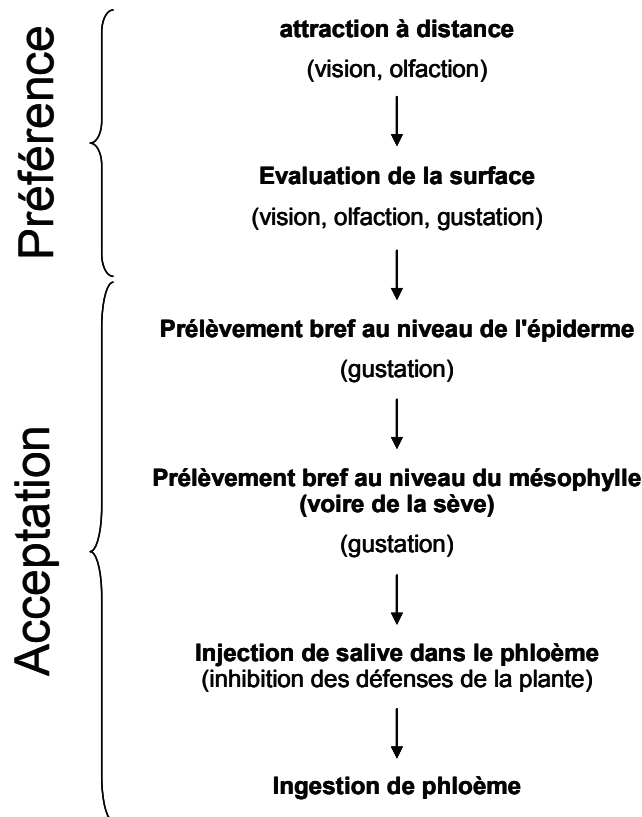 Préférence
attraction à distance
(vision, olfaction)
Evaluation de la surface
(vision, olfaction, gustation)
Acceptation
Prélèvement bref au niveau de l'épiderme
(gustation)
Prélèvement bref au niveau du mésophylle
(voire de la sève)
(gustation)
Injection de salive dans le phloème
(inhibition des défenses de la plante)
Ingestion de phloème